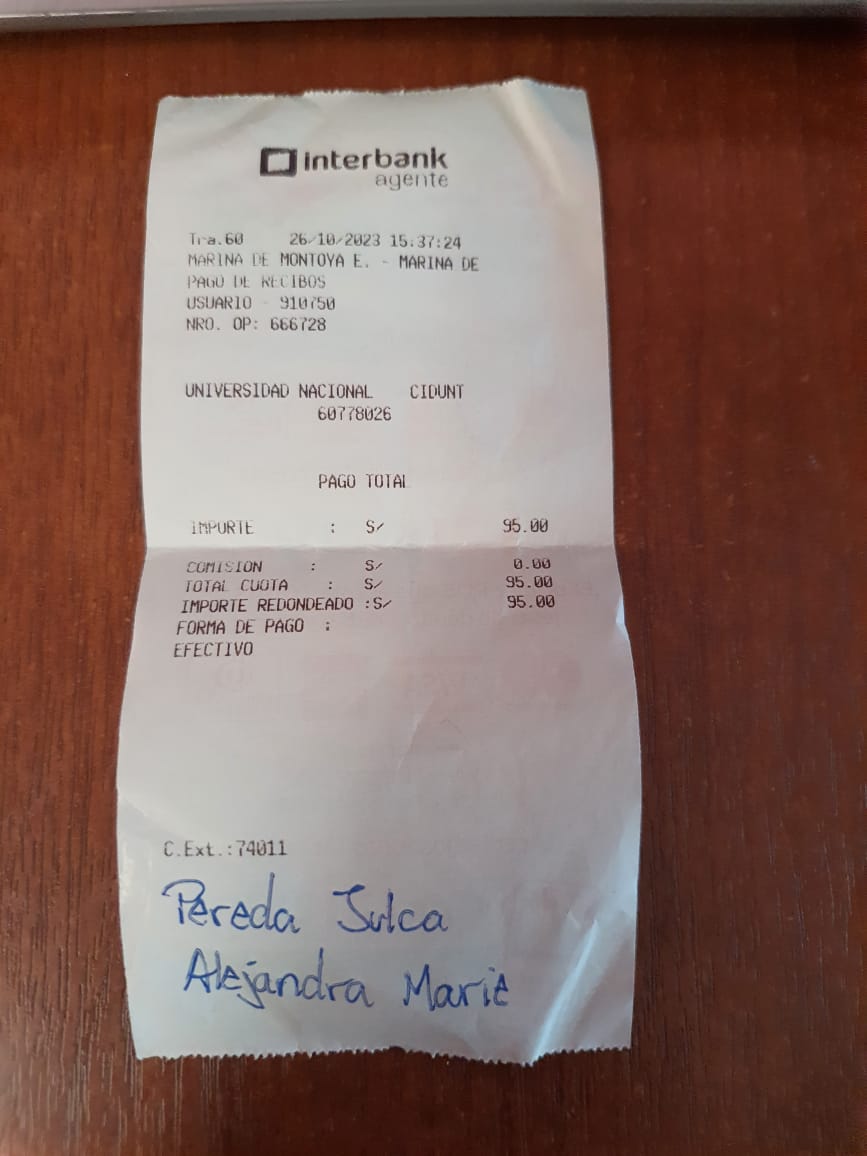 interbank
agente
Tra.60 26/10/2023 15:37:24
MARINA DE MONTOYA E. - MARINA DE
PAGO DE RECIBOS
USUARIO - 910750
NRO. OP: 666728
UNIVERSIDAD NACIONAL CIDUNT
60778026
PAGO TOTAL
IMPORTE : S/ 95.00
COMISION : S/ 0.00
TOTAL CUOTA : S/ 95.00
IMPORTE REDONDEADO :S/ 95.00
FORMA DE PAGO :
EFECTIVO
C.Ext.:74011
Pereda Julca
Alejandra Marie